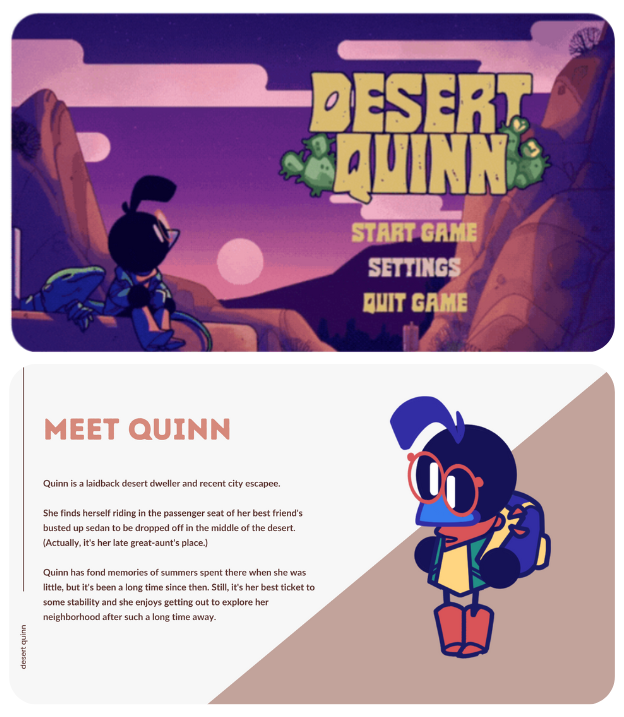 DESERT
QUINN
START GAME
SETTINGS
QUIT GAME
MEET QUINN
Quinn is a laidback desert dweller and recent city escapee.
She finds herself riding in the passenger seat of her best friend's
busted up sedan to be dropped off in the middle of the desert.
(Actually, it's her late great-aunt's place.)
Quinn has fond memories of summers spent there when she was
little, but it's been a long time since then. Still, it's her best ticket to
some stability and she enjoys getting out to explore her
neighborhood after such a long time away.
desert quinn